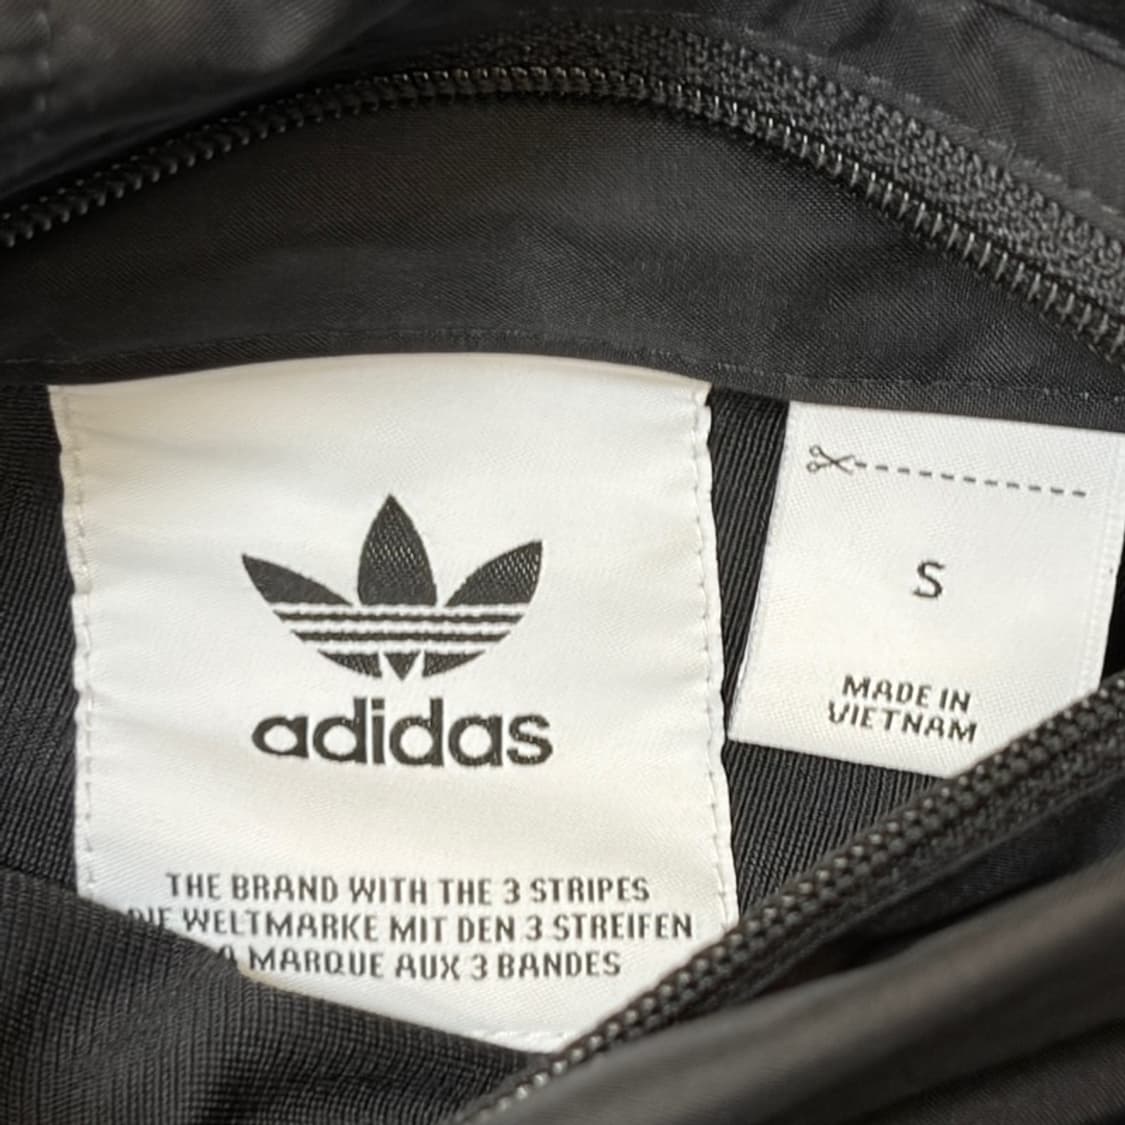 adidas
THE BRAND WITH THE 3 STRIPES
DIE WELTMARKE MIT DEN 3 STREIFEN
MARQUE AUX 3 BANDES
S
MADE IN
VIETNAM